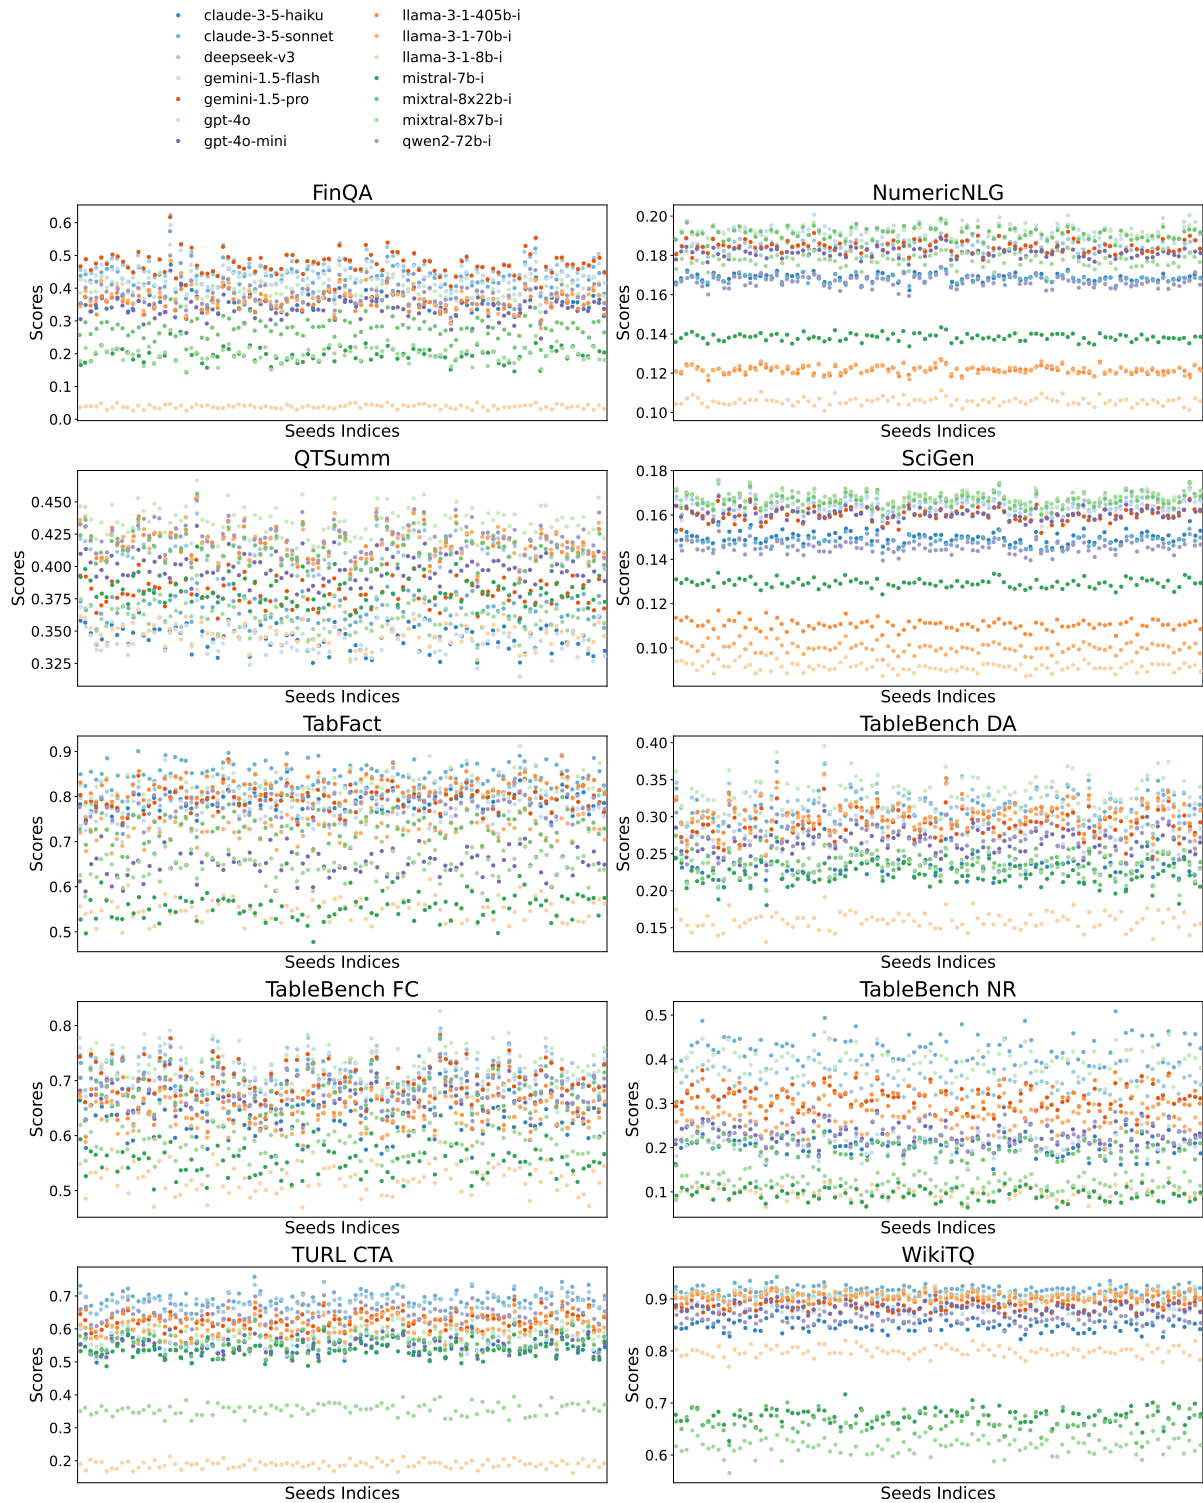 claude-3-5-haiku
claude-3-5-sonnet
deepseek-v3
gemini-1.5-flash
gemini-1.5-pro
gpt-4o
gpt-4o-mini
llama-3-1-405b-i
llama-3-1-70b-i
llama-3-1-8b-i
mistral-7b-i
mixtral-8x22b-i
mixtral-8x7b-i
qwen2-72b-i
FinQA
Scores
0.6
0.5
0.4
0.3
0.2
0.1
0.0
Seeds Indices
NumericNLG
Scores
0.20
0.18
0.16
0.14
0.12
0.10
Seeds Indices
QTSumm
Scores
0.450
0.425
0.400
0.375
0.350
0.325
Seeds Indices
SciGen
Scores
0.18
0.16
0.14
0.12
0.10
Seeds Indices
TabFact
Scores
0.9
0.8
0.7
0.6
0.5
Seeds Indices
TableBench DA
Scores
0.40
0.35
0.30
0.25
0.20
0.15
Seeds Indices
TableBench FC
Scores
0.8
0.7
0.6
0.5
Seeds Indices
TableBench NR
Scores
0.5
0.4
0.3
0.2
0.1
Seeds Indices
TURL CTA
Scores
0.7
0.6
0.5
0.4
0.3
0.2
Seeds Indices
WikiTQ
Scores
0.9
0.8
0.7
0.6
Seeds Indices